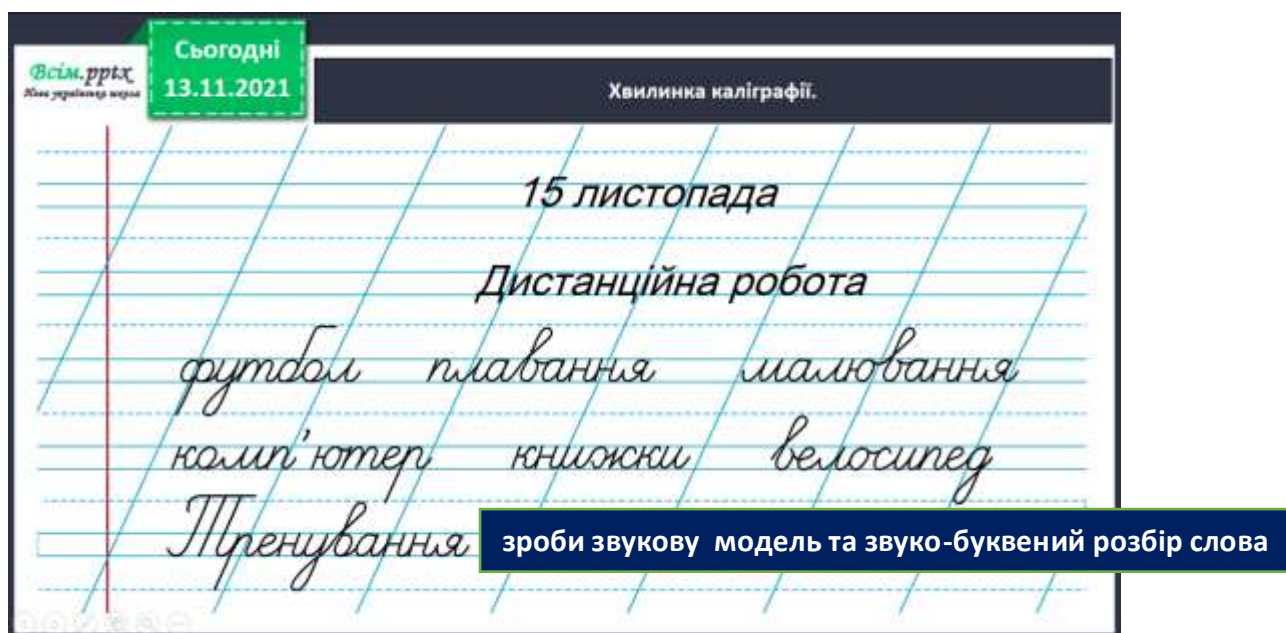 Всім.pptx
Нова українська школа
Сьогодні
13.11.2021
Хвилинка каліграфії.
15 листопада
Дистанційна робота
футбол плавання малювання
комп'ютер книжки велосипед
Тренування
зроби звукову модель та звуко-буквений розбір слова